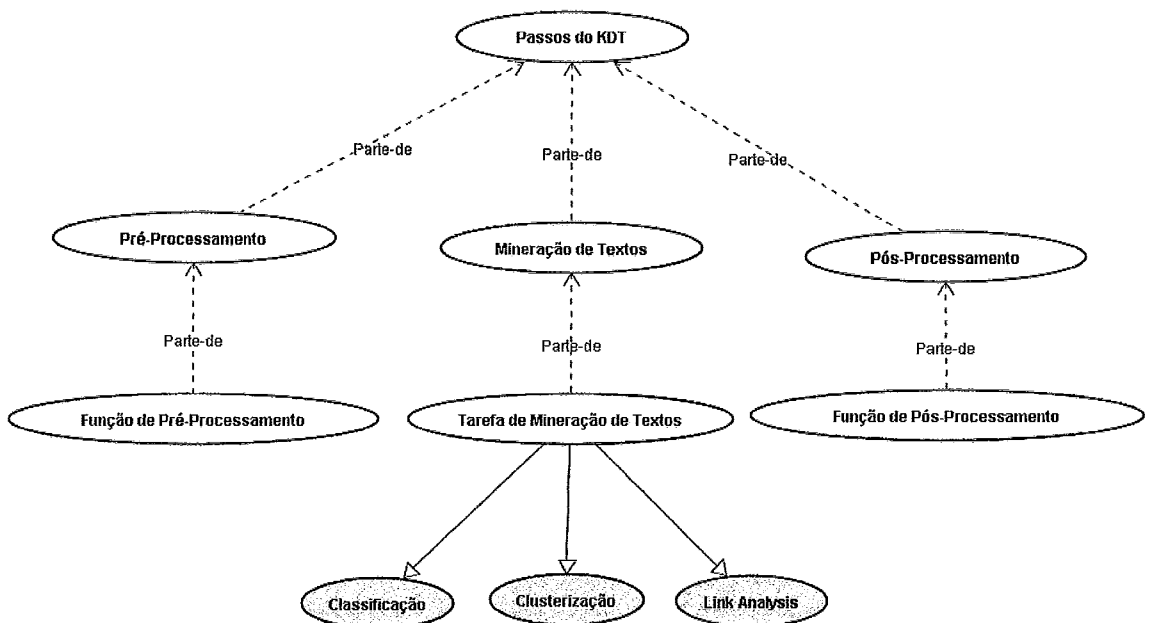 Passos do KDT
Parte-de
Parte-de
Parte-de
Pré-Processamento
Mineração de Textos
Pós-Processamento
Parte-de
Parte-de
Parte-de
Função de Pré-Processamento
Tarefa de Mineração de Textos
Função de Pós-Processamento
Classificação
Clusterização
Link Analysis